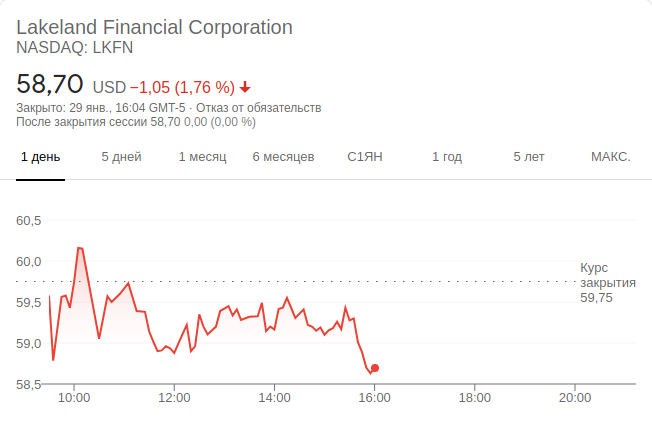 Lakeland Financial Corporation
NASDAQ: LKFN
58,70 USD −1,05 (1,76 %)
Закрыто: 29 янв., 16:04 GMT-5 · Отказ от обязательств
После закрытия сессии 58,70 0,00 (0,00 %)
1 день 5 дней 1 месяц 6 месяцев С1ЯН 1 год 5 лет МАКС.
60,5
60,0
59,5
59,0
58,5
Курс
закрытия
59,75
10:00 12:00 14:00 16:00 18:00 20:00